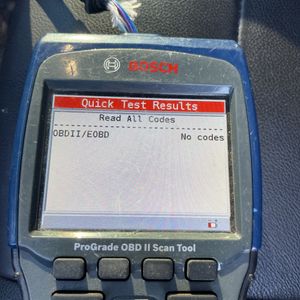 BOSCH
Quick Test Results
Read All Codes
OBDII/EOBD No codes
ProGrade OBD II Scan Tool